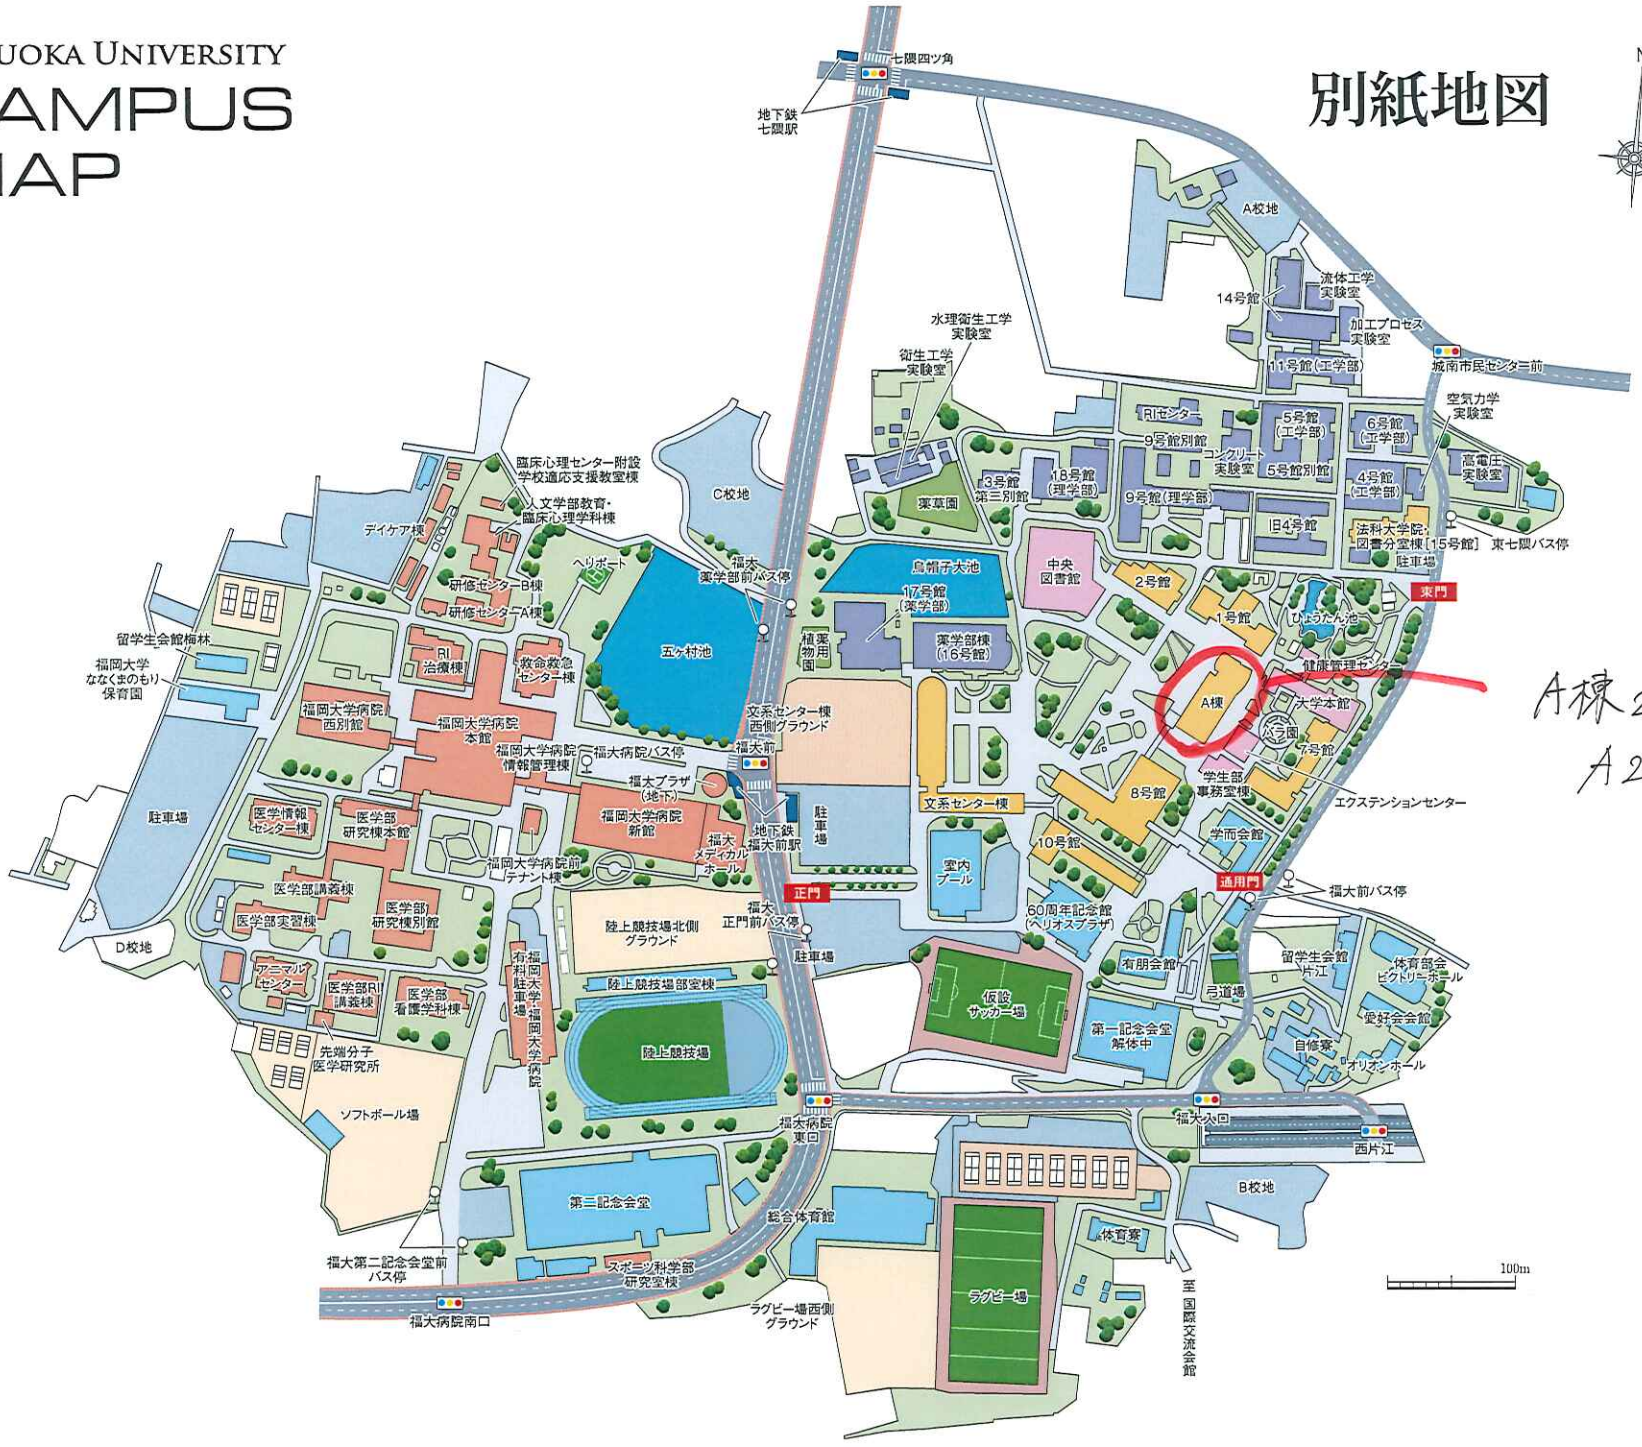 UOKA UNIVERSITY
AMPUS
MAP
別紙地図
七隈四ツ角
地下鉄
七隈駅
A校地
流体工学
実験室
14号館
加工プロセス
実験室
11号館(工学部)
城南市民センター前
水理衛生工学
実験室
衛生工学
実験室
空気力学
実験室
RIセンター
5号館
(工学部)
6号館
(工学部)
9号館別館
コンクリート
実験室
5号館別館
高電圧
実験室
4号館
(工学部)
18号館
(理学部)
3号館
第三別館
9号館(理学部)
旧4号館
薬草園
法科大学院・
図書分室棟[15号館]
東七隈バス停
駐車場
東門
臨床心理センター附設
学校適応支援教室棟
人文学部教育・
臨床心理学科棟
デイケア棟
C校地
ヘリポート
福大
薬学部前バス停
烏帽子大池
中央
図書館
2号館
17号館
(薬学部)
1号館
ひょうたん池
研修センターB棟
研修センターA棟
留学生会館梅林
福岡大学
ななくまのもり
保育園
RI
治療棟
救命救急
センター棟
五ヶ村池
薬用
植物園
薬学部棟
(16号館)
健康管理センター
A棟
大学本館
バラ園
7号館
A棟
A2
福岡大学病院
西別館
福岡大学病院
本館
文系センター棟
西側グラウンド
福岡大学病院
情報管理棟
福大病院バス停
福大前
学生部
事務室棟
エクステンションセンター
8号館
文系センター棟
福大プラザ
(地下)
駐車場
医学情報
センター棟
医学部
研究棟本館
福岡大学病院
新館
福大
メディカル
ホール
地下鉄
福大前駅
駐車場
学而会館
10号館
室内
プール
福岡大学病院前
テナント棟
正門
通用門
福大前バス停
医学部講義棟
医学部実習棟
医学部
研究棟別館
陸上競技場北側
グラウンド
福大
正門前バス停
60周年記念館
(ヘリオスプラザ)
D校地
駐車場
有朋会館
留学生会館
片江
体育部会
ビクトリーホール
アニマル
センター
医学部RI
講義棟
医学部
看護学科棟
福岡大学・福岡大学病院
有料駐車場
陸上競技場部室棟
仮設
サッカー場
弓道場
愛好会会館
第一記念会堂
解体中
自修寮
オリオンホール
先端分子
医学研究所
陸上競技場
ソフトボール場
福大病院
東口
福大入口
西片江
B校地
第二記念会堂
総合体育館
体育寮
福大第二記念会堂前
バス停
スポーツ科学部
研究室棟
100m
福大病院南口
ラグビー場西側
グラウンド
ラグビー場
至 国際交流会館